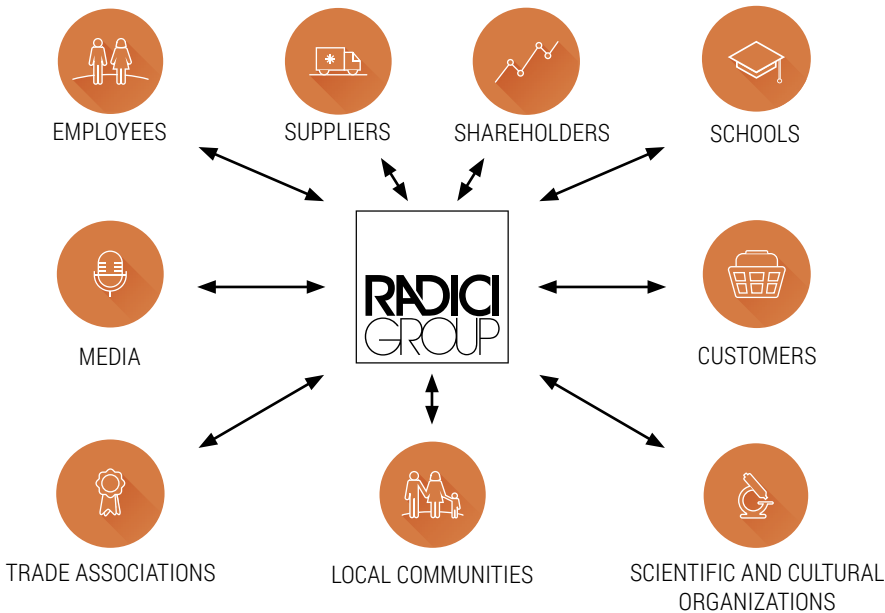 EMPLOYEES
SUPPLIERS
SHAREHOLDERS
SCHOOLS
RADICI
GROUP
MEDIA
CUSTOMERS
TRADE ASSOCIATIONS
LOCAL COMMUNITIES
SCIENTIFIC AND CULTURAL
ORGANIZATIONS